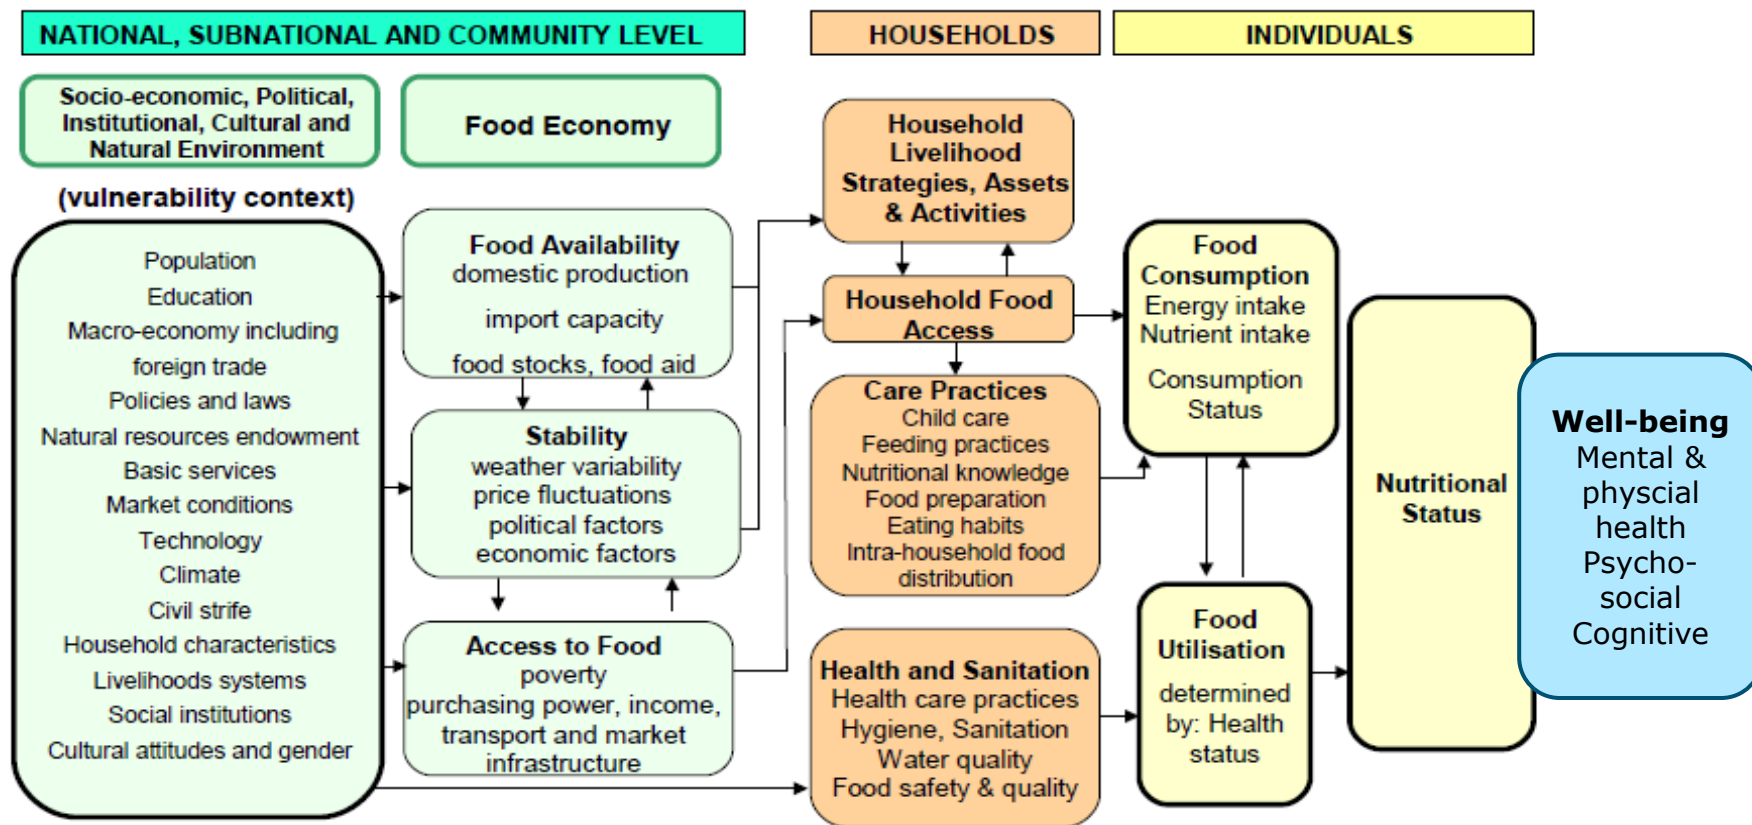 NATIONAL, SUBNATIONAL AND COMMUNITY LEVEL
HOUSEHOLDS
INDIVIDUALS
Socio-economic, Political,
Institutional, Cultural and
Natural Environment
Food Economy
(vulnerability context)
Population
Education
Macro-economy including
foreign trade
Policies and laws
Natural resources endowment
Basic services
Market conditions
Technology
Climate
Civil strife
Household characteristics
Livelihoods systems
Social institutions
Cultural attitudes and gender
Food Availability
domestic production
import capacity
food stocks, food aid
Stability
weather variability
price fluctuations
political factors
economic factors
Access to Food
poverty
purchasing power, income,
transport and market
infrastructure
Household
Livelihood
Strategies, Assets
& Activities
Household Food
Access
Care Practices
Child care
Feeding practices
Nutritional knowledge
Food preparation
Eating habits
Intra-household food
distribution
Health and Sanitation
Health care practices
Hygiene, Sanitation
Water quality
Food safety & quality
Food
Consumption
Energy intake
Nutrient intake
Consumption
Status
Food
Utilisation
determined
by: Health
status
Nutritional
Status
Well-being
Mental &
physcial
health
Psycho-
social
Cognitive